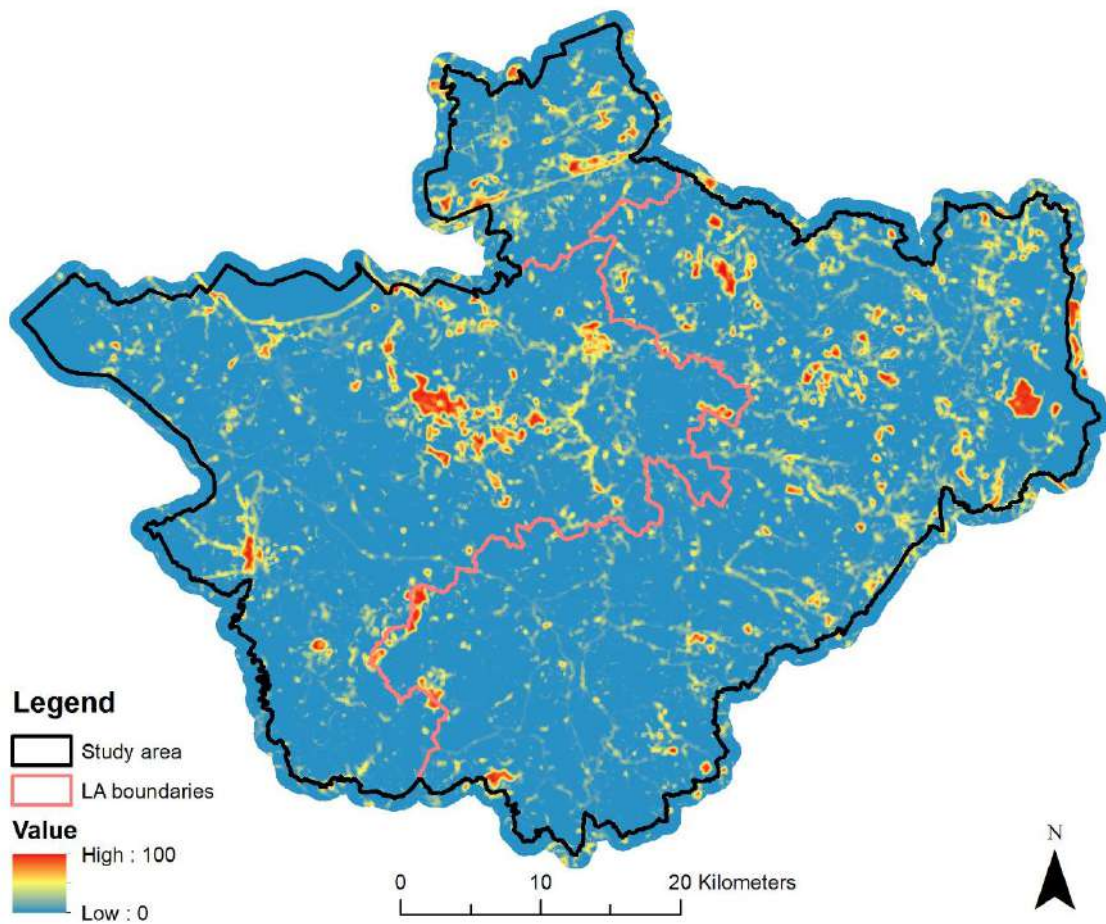 Legend
Study area
LA boundaries
Value
High : 100
Low : 0
0 10 20 Kilometers
N